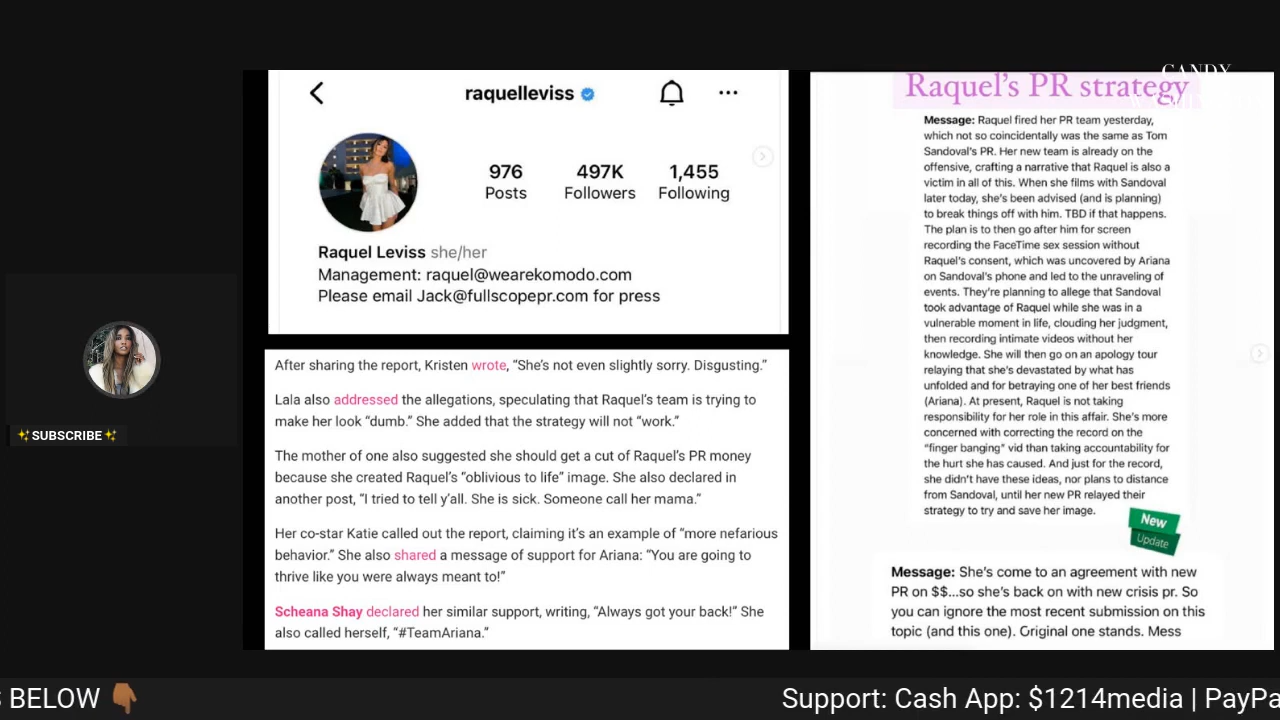 raquelleviss
976
497K
1,455
Posts
Followers
Following
Raquel Leviss she/her
Management: raquel@wearekomodo.com
Please email Jack@fullscopepr.com for press
After sharing the report, Kristen wrote, “She’s not even slightly sorry. Disgusting.”
Lala also addressed the allegations, speculating that Raquel’s team is trying to
make her look “dumb.” She added that the strategy will not “work.”
The mother of one also suggested she should get a cut of Raquel’s PR money
because she created Raquel’s “oblivious to life” image. She also declared in
another post, “I tried to tell y’all. She is sick. Someone call her mama.”
Her co-star Katie called out the report, claiming it’s an example of “more nefarious
behavior.” She also shared a message of support for Ariana: “You are going to
thrive like you were always meant to!”
Scheana Shay declared her similar support, writing, “Always got your back!” She
also called herself, “#TeamAriana.”
CANDY
Raquel’s PR strategy
Message: Raquel fired her PR team yesterday,
which not so coincidentally was the same as Tom
Sandoval’s PR. Her new team is already on the
offensive, crafting a narrative that Raquel is also a
victim in all of this. When she films with Sandoval
later today, she’s been advised (and is planning)
to break things off with him. TBD if that happens.
The plan is to then go after him for screen
recording the FaceTime sex session without
Raquel’s consent, which was uncovered by Ariana
on Sandoval’s phone and led to the unraveling of
events. They’re planning to allege that Sandoval
took advantage of Raquel while she was in a
vulnerable moment in life, clouding her judgment,
then recording intimate videos without her
knowledge. She will then go on an apology tour
relaying that she’s devastated by what has
unfolded and for betraying one of her best friends
(Ariana). At present, Raquel is not taking
responsibility for her role in this affair. She’s more
concerned with correcting the record on the
“finger banging” vid than taking accountability for
the hurt she has caused. And just for the record,
she didn’t have these ideas, nor plans to distance
from Sandoval, until her new PR relayed their
strategy to try and save her image.
New
Update
Message: She’s come to an agreement with new
PR on $$...so she’s back on with new crisis pr. So
you can ignore the most recent submission on this
topic (and this one). Original one stands. Mess
✨SUBSCRIBE✨
S BELOW 👇🏾
Support: Cash App: $1214media | PayPa